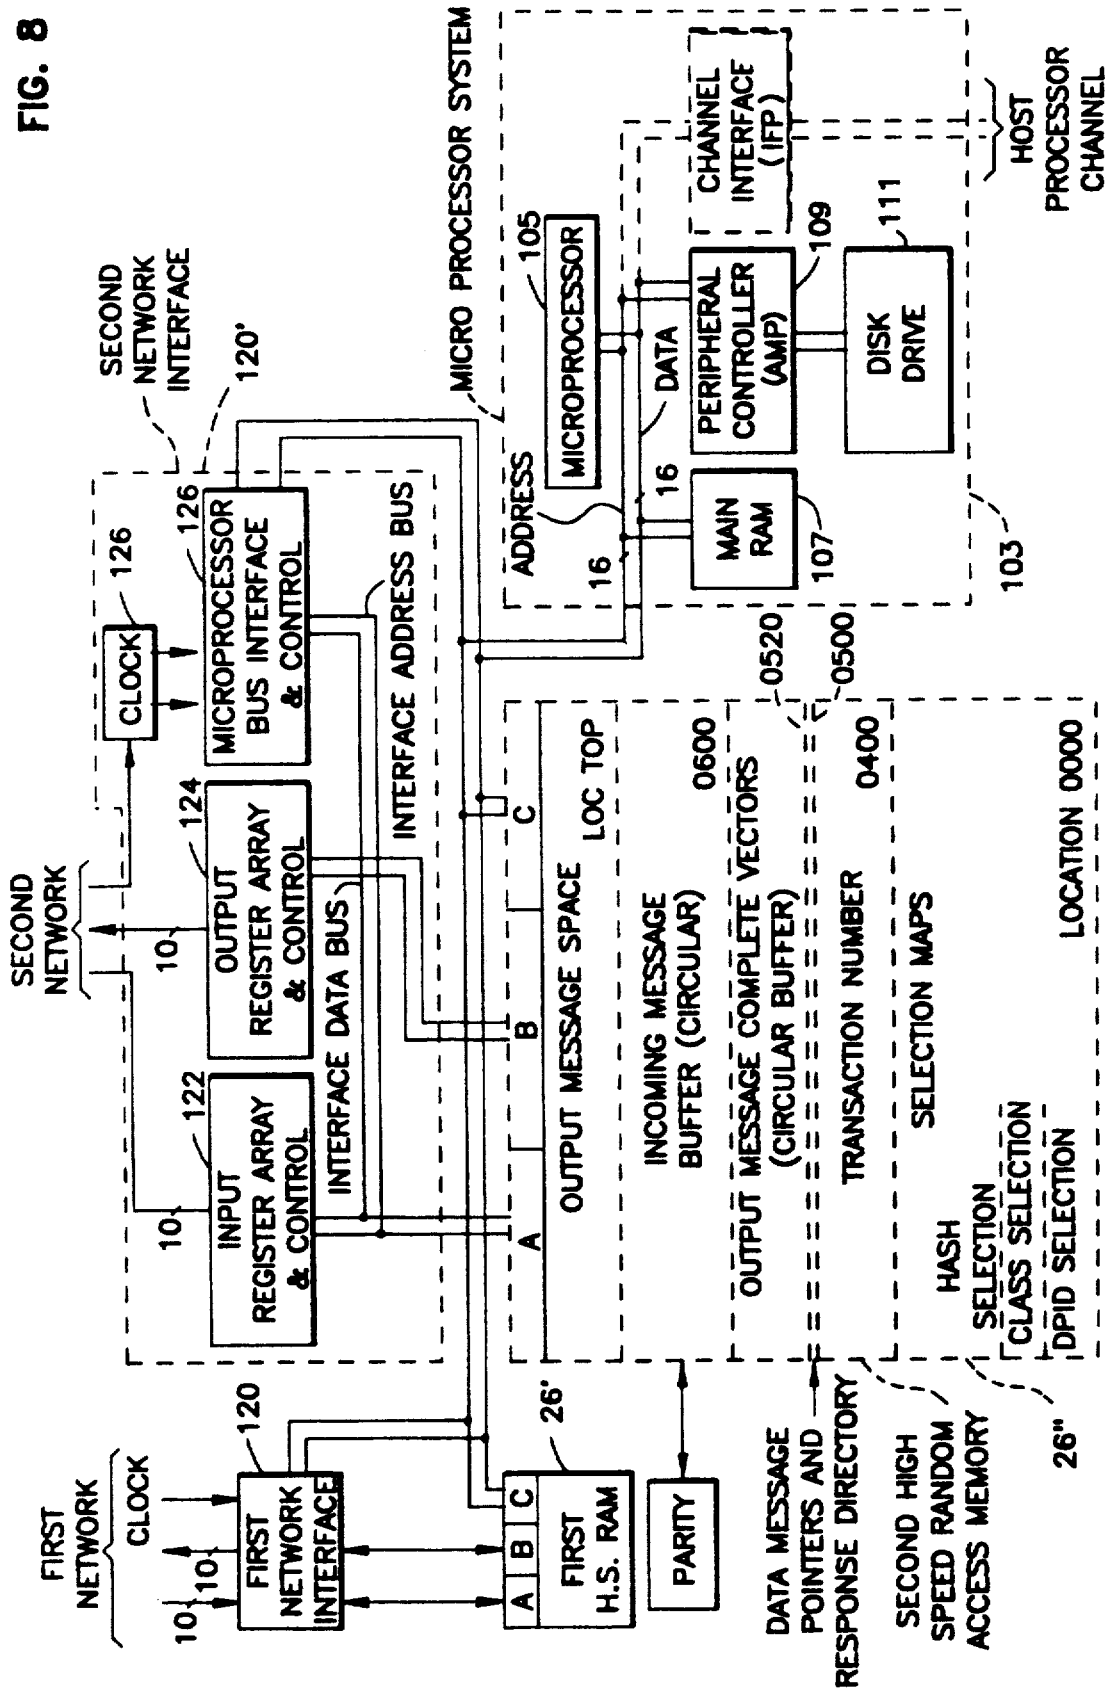 FIG. 8
FIRST
NETWORK
CLOCK
10
10
120
FIRST
NETWORK
INTERFACE
26'
A
B
C
FIRST
H.S. RAM
PARITY
SECOND
NETWORK
10
10
122
INPUT
REGISTER ARRAY
& CONTROL
124
OUTPUT
REGISTER ARRAY
& CONTROL
CLOCK
126
126
MICROPROCESSOR
BUS INTERFACE
& CONTROL
SECOND
NETWORK
INTERFACE
120'
INTERFACE DATA BUS
INTERFACE ADDRESS BUS
A
B
C
OUTPUT MESSAGE SPACE
LOC TOP
INCOMING MESSAGE
BUFFER (CIRCULAR)
0600
OUTPUT MESSAGE COMPLETE VECTORS
(CIRCULAR BUFFER)
0520
0500
TRANSACTION NUMBER
0400
SELECTION MAPS
HASH
SELECTION
CLASS SELECTION
DPID SELECTION
LOCATION 0000
DATA MESSAGE
POINTERS AND
RESPONSE DIRECTORY
SECOND HIGH
SPEED RANDOM
ACCESS MEMORY
26"
MICRO PROCESSOR SYSTEM
105
MICROPROCESSOR
ADDRESS
16
16
DATA
MAIN
RAM
107
PERIPHERAL
CONTROLLER
(AMP)
109
CHANNEL
INTERFACE
(IFP)
DISK
DRIVE
111
103
HOST
PROCESSOR
CHANNEL